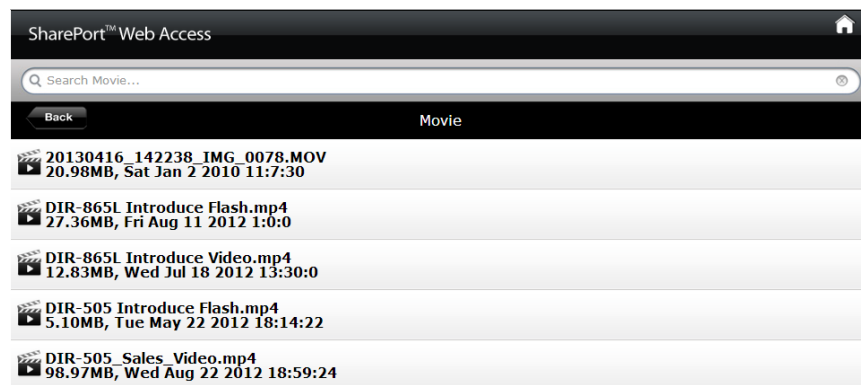 SharePort™ Web Access
Search Movie...
Back
Movie
20130416_142238_IMG_0078.MOV
20.98MB, Sat Jan 2 2010 11:7:30
DIR-865L Introduce Flash.mp4
27.36MB, Fri Aug 11 2012 1:0:0
DIR-865L Introduce Video.mp4
12.83MB, Wed Jul 18 2012 13:30:0
DIR-505 Introduce Flash.mp4
5.10MB, Tue May 22 2012 18:14:22
DIR-505_Sales_Video.mp4
98.97MB, Wed Aug 22 2012 18:59:24